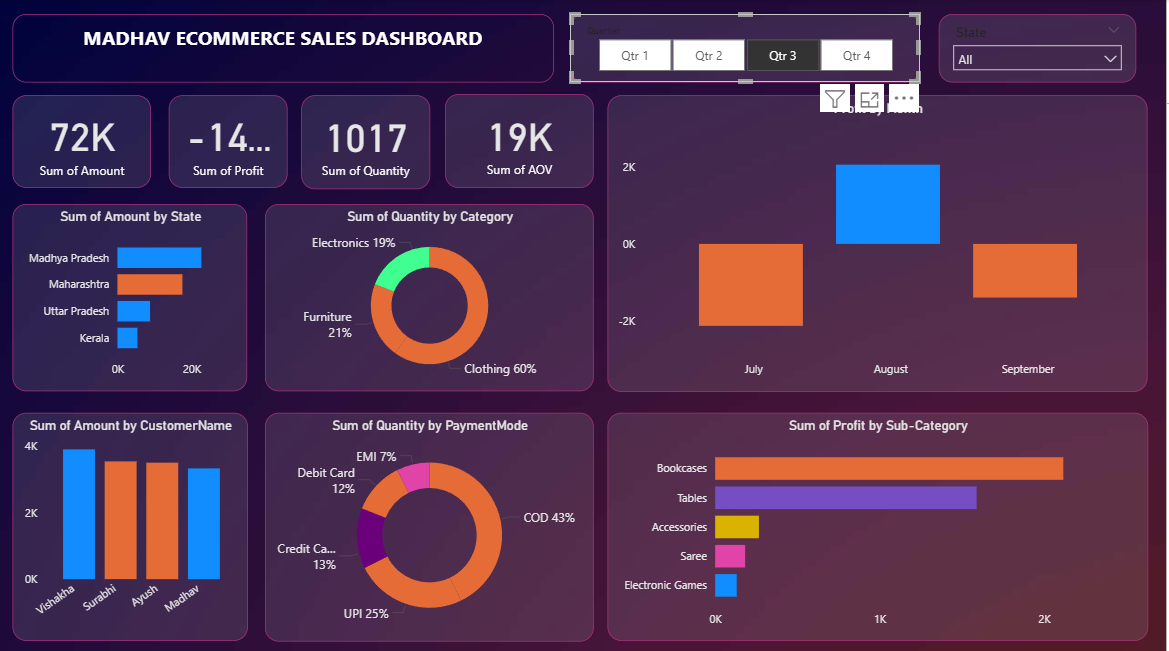 MADHAV ECOMMERCE SALES DASHBOARD
Qtr 1
Qtr 2
Qtr 3
Qtr 4
State
All
72K
Sum of Amount
-14...
Sum of Profit
1017
Sum of Quantity
19K
Sum of AOV
2K
0K
-2K
July
August
September
Sum of Amount by State
Madhya Pradesh
Maharashtra
Uttar Pradesh
Kerala
0K
20K
Sum of Quantity by Category
Electronics 19%
Furniture
21%
Clothing 60%
Sum of Amount by CustomerName
4K
2K
0K
Vishakha
Surabhi
Ayush
Madhav
Sum of Quantity by PaymentMode
EMI 7%
Debit Card
12%
COD 43%
Credit Ca...
13%
UPI 25%
Sum of Profit by Sub-Category
Bookcases
Tables
Accessories
Saree
Electronic Games
0K
1K
2K